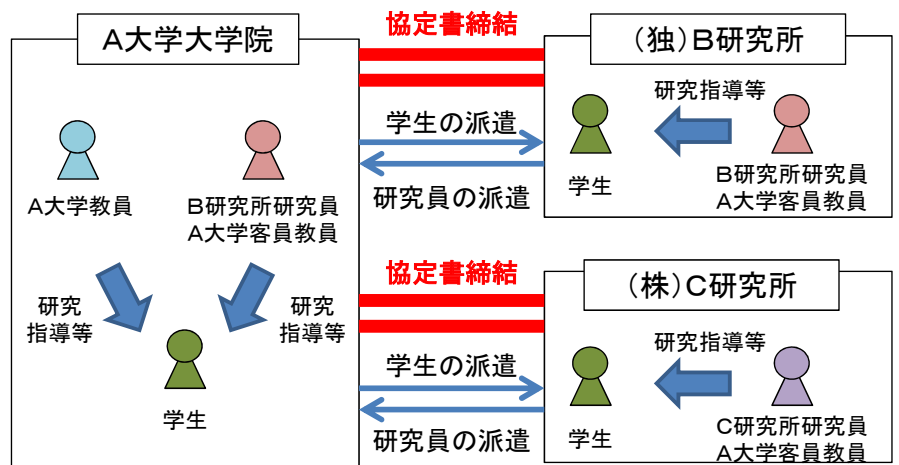 A大学大学院
A大学教員
B研究所研究員
A大学客員教員
研究
指導等
研究
指導等
学生
協定書締結
学生の派遣
研究員の派遣
(独)B研究所
研究指導等
学生
B研究所研究員
A大学客員教員
協定書締結
学生の派遣
研究員の派遣
(株)C研究所
研究指導等
学生
C研究所研究員
A大学客員教員